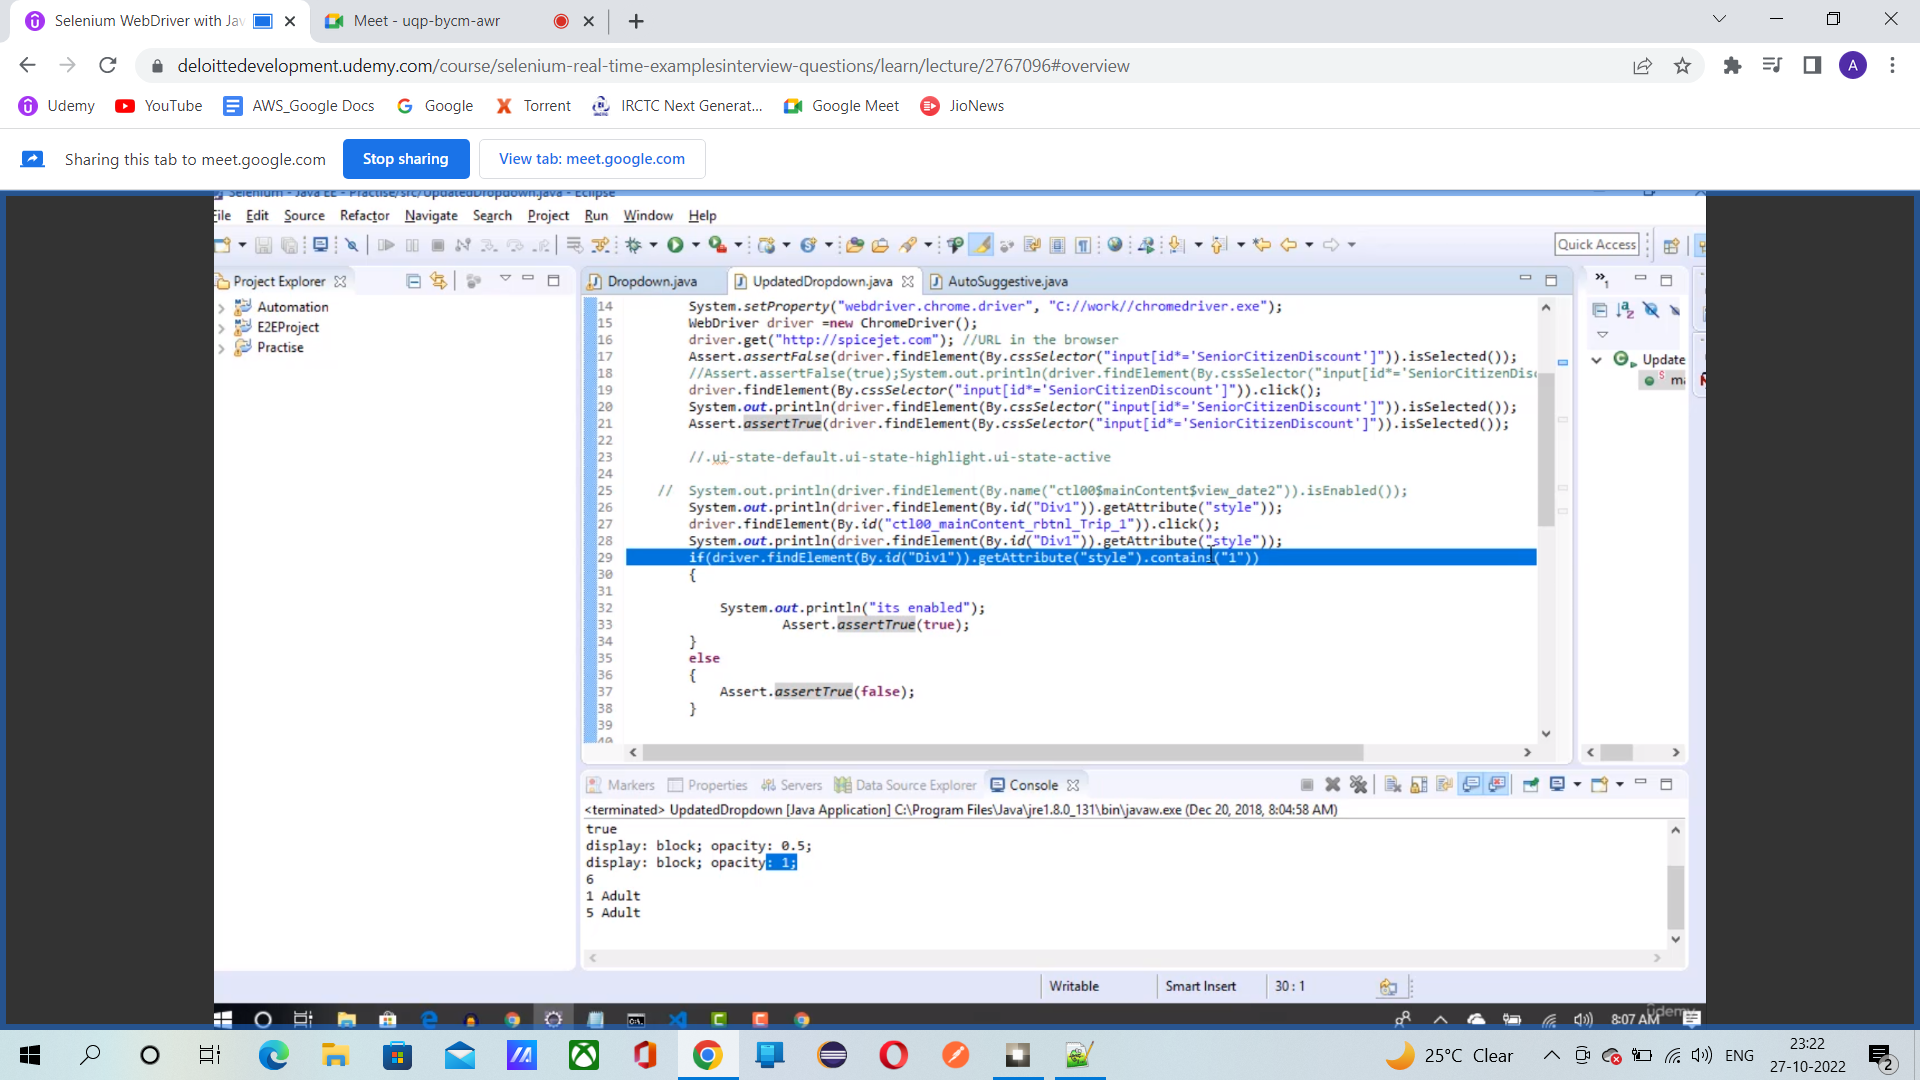 Selenium WebDriver with Jav
Meet - uqp-bycm-awr
deloittedevelopment.udemy.com/course/selenium-real-time-examplesinterview-questions/learn/lecture/2767096#overview
A
Udemy
YouTube
AWS_Google Docs
Google
Torrent
IRCTC Next Generat...
Google Meet
JioNews
Sharing this tab to meet.google.com
Stop sharing
View tab: meet.google.com
Selenium - Java EE - Practise/src/UpdatedDropdown.java - Eclipse
File Edit Source Refactor Navigate Search Project Run Window Help
Quick Access
Project Explorer
Automation
E2EProject
Practise
Dropdown.java
UpdatedDropdown.java
AutoSuggestive.java
14 System.setProperty("webdriver.chrome.driver", "C://work//chromedriver.exe");
15 WebDriver driver =new ChromeDriver();
16 driver.get("http://spicejet.com"); //URL in the browser
17 Assert.assertFalse(driver.findElement(By.cssSelector("input[id*='SeniorCitizenDiscount']")).isSelected());
18 //Assert.assertFalse(true);System.out.println(driver.findElement(By.cssSelector("input[id*='SeniorCitizenDis
19 driver.findElement(By.cssSelector("input[id*='SeniorCitizenDiscount']")).click();
20 System.out.println(driver.findElement(By.cssSelector("input[id*='SeniorCitizenDiscount']")).isSelected());
21 Assert.assertTrue(driver.findElement(By.cssSelector("input[id*='SeniorCitizenDiscount']")).isSelected());
22
23 //.ui-state-default.ui-state-highlight.ui-state-active
24
25 // System.out.println(driver.findElement(By.name("ctl00$mainContent$view_date2")).isEnabled());
26 System.out.println(driver.findElement(By.id("Div1")).getAttribute("style"));
27 driver.findElement(By.id("ctl00_mainContent_rbtnl_Trip_1")).click();
28 System.out.println(driver.findElement(By.id("Div1")).getAttribute("style"));
29 if(driver.findElement(By.id("Div1")).getAttribute("style").contains("1"))
30 {
31
32 System.out.println("its enabled");
33 Assert.assertTrue(true);
34 }
35 else
36 {
37 Assert.assertTrue(false);
38 }
39
40
Update
ma
Markers
Properties
Servers
Data Source Explorer
Console
<terminated> UpdatedDropdown [Java Application] C:\Program Files\Java\jre1.8.0_131\bin\javaw.exe (Dec 20, 2018, 8:04:58 AM)
true
display: block; opacity: 0.5;
display: block; opacity: 1;
6
1 Adult
5 Adult
Writable
Smart Insert
30 : 1
udemy
8:07 AM
25°C Clear
ENG
23:22
27-10-2022
2